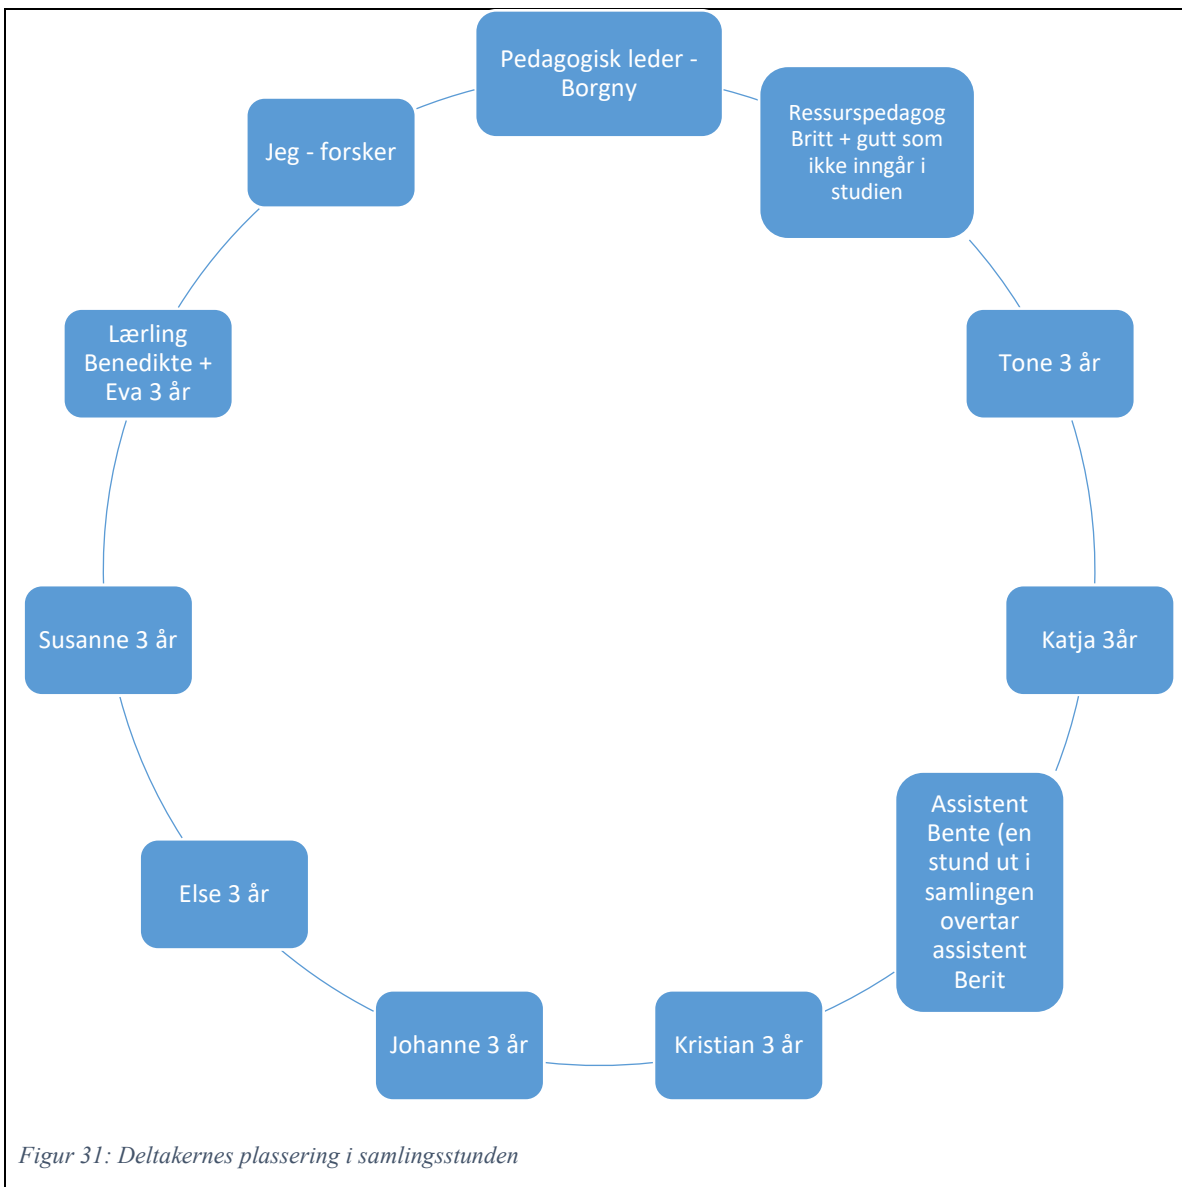 Pedagogisk leder -
Borgny
Ressurspedagog
Britt + gutt som
ikke inngår i
studien
Tone 3 år
Katja 3år
Assistent
Bente (en
stund ut i
samlingen
overtar
assistent
Berit
Kristian 3 år
Johanne 3 år
Else 3 år
Susanne 3 år
Lærling
Benedikte +
Eva 3 år
Jeg - forsker
Figur 31: Deltakernes plassering i samlingsstunden